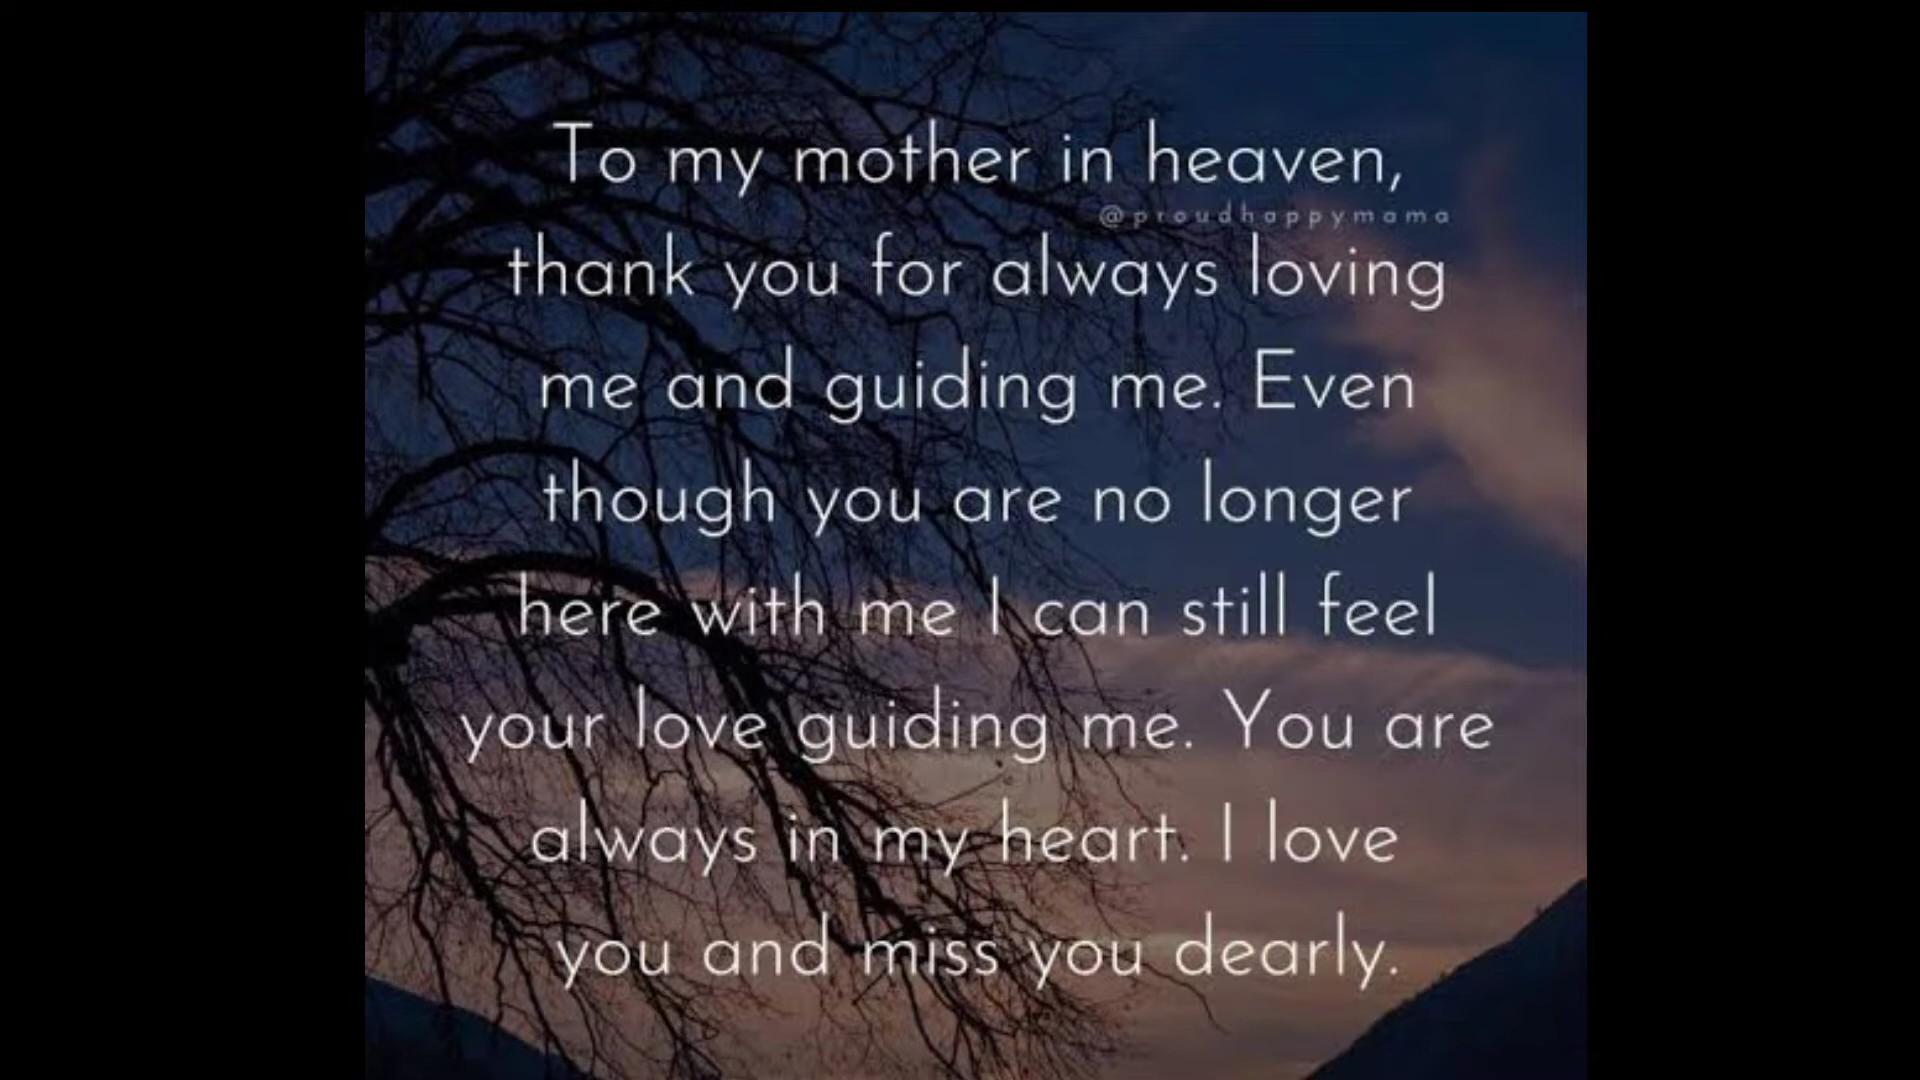 To my mother in heaven,
@proudhappymama
thank you for always loving
me and guiding me. Even
though you are no longer
here with me I can still feel
your love guiding me. You are
always in my heart. I love
you and miss you dearly.